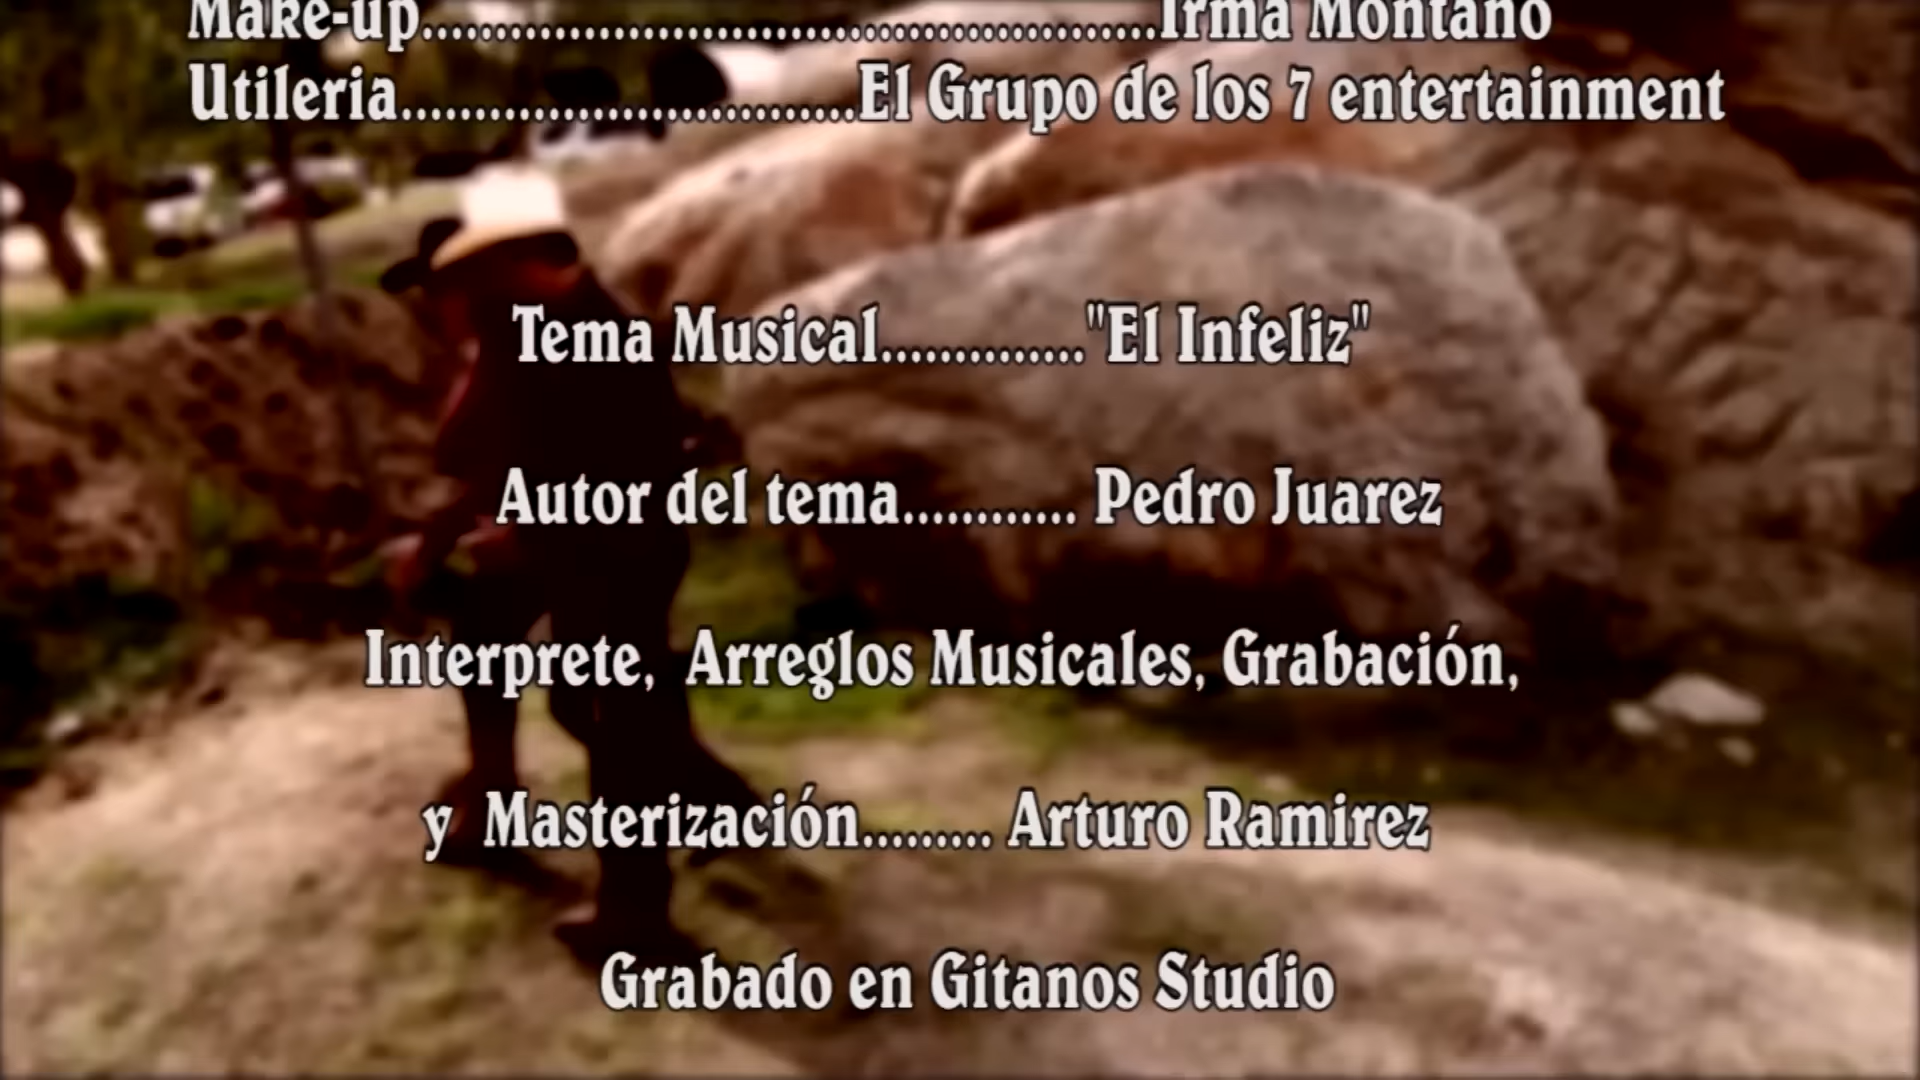 Make-up..................................................Irma Montaño
Utileria...............................El Grupo de los 7 entertainment
Tema Musical.............."El Infeliz"
Autor del tema............ Pedro Juarez
Interprete,  Arreglos Musicales, Grabación,
y  Masterización......... Arturo Ramirez
Grabado en Gitanos Studio